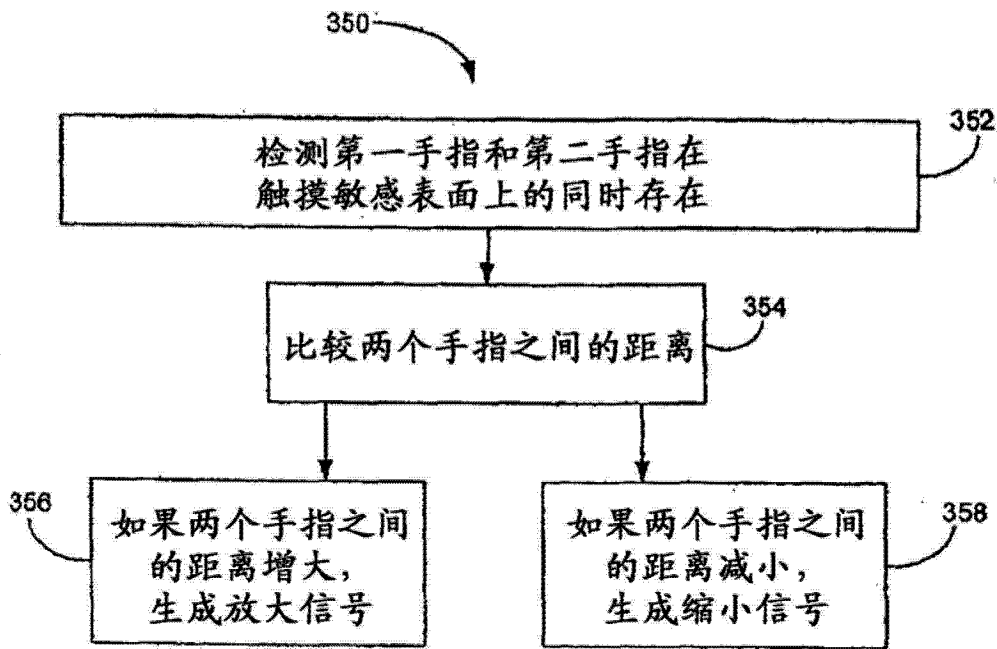 350
352
检测第一手指和第二手指在
触摸敏感表面上的同时存在
354
比较两个手指之间的距离
356
如果两个手指之间
的距离增大，
生成放大信号
358
如果两个手指之间
的距离减小，
生成缩小信号